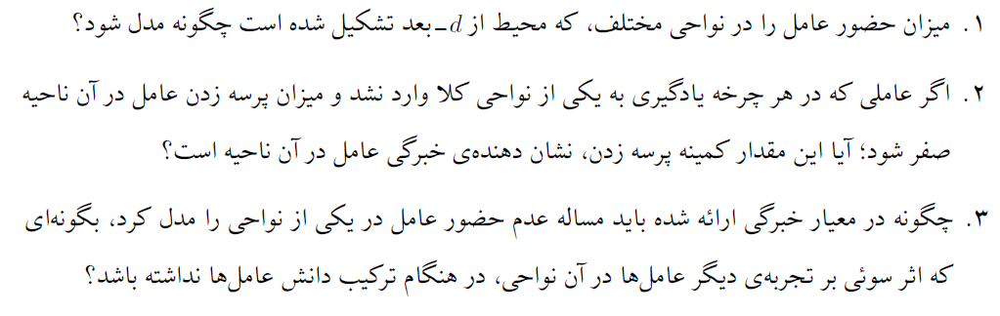 ۱. میزان حضور عامل را در نواحی مختلف، که محیط از d-بعد تشکیل شده است چگونه مدل شود؟
۲. اگر عاملی که در هر چرخه یادگیری به یکی از نواحی کلا وارد نشد و میزان پرسه زدن عامل در آن ناحیه
صفر شود؛ آیا این مقدار کمینه پرسه زدن، نشان دهنده‌ی خبرگی عامل در آن ناحیه است؟
۳. چگونه در معیار خبرگی ارائه شده باید مساله عدم حضور عامل در یکی از نواحی را مدل کرد، بگونه‌ای
که اثر سوئی بر تجربه‌ی دیگر عامل‌ها در آن نواحی، در هنگام ترکیب دانش عامل‌ها نداشته باشد؟